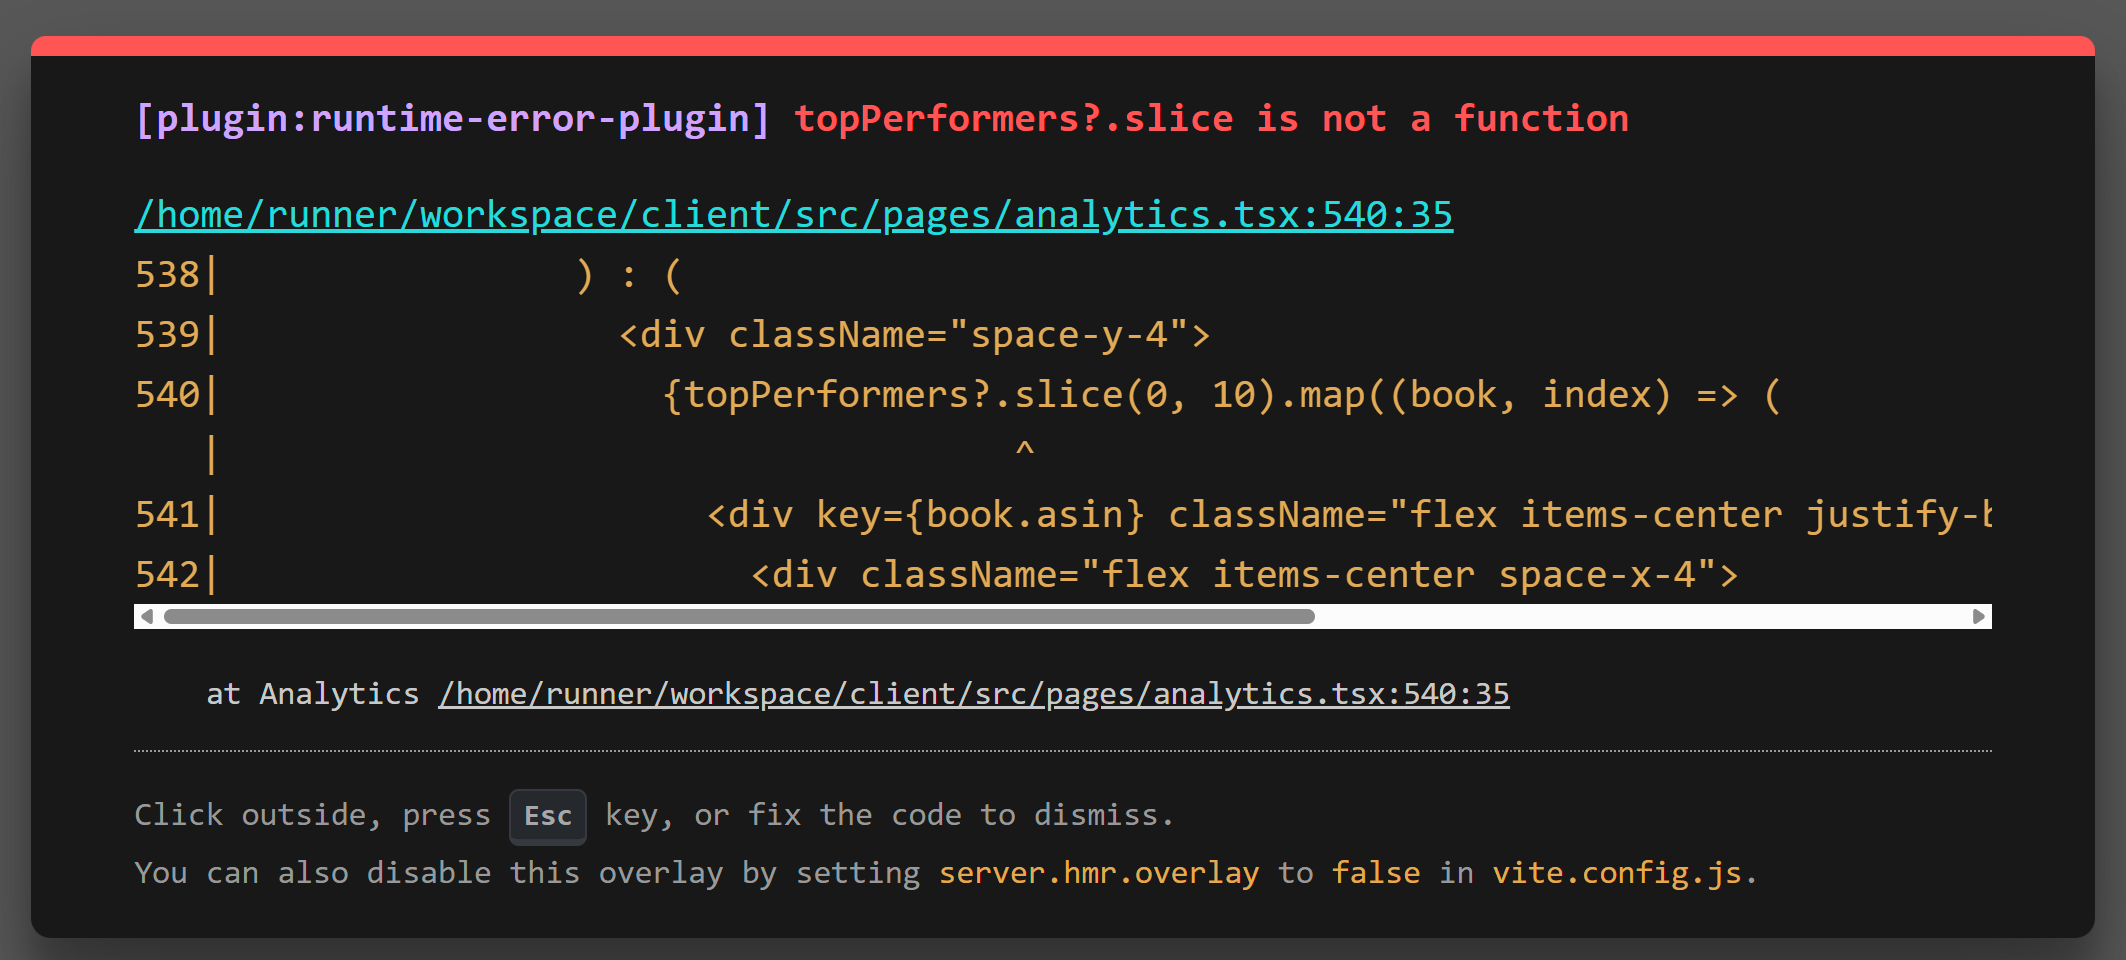 [plugin:runtime-error-plugin] topPerformers?.slice is not a function
/home/runner/workspace/client/src/pages/analytics.tsx:540:35
538|                ) : (
539|                  <div className="space-y-4">
540|                    {topPerformers?.slice(0, 10).map((book, index) => (
   |                                    ^
541|                      <div key={book.asin} className="flex items-center justify-b
542|                        <div className="flex items-center space-x-4">
at Analytics /home/runner/workspace/client/src/pages/analytics.tsx:540:35
Click outside, press Esc key, or fix the code to dismiss.
You can also disable this overlay by setting server.hmr.overlay to false in vite.config.js.